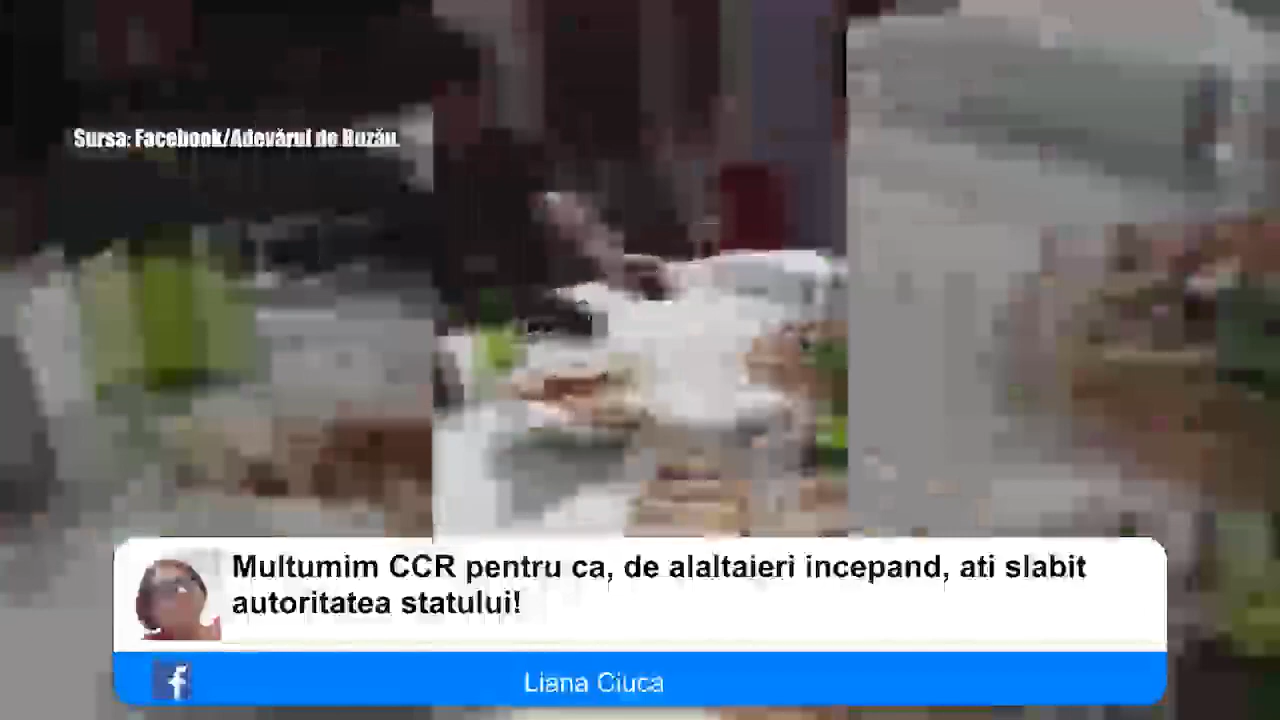 Sursa: Facebook/Adevărul de Buzău
Multumim CCR pentru ca, de alaltaieri incepand, ati slabit
autoritatea statului!
Liana Ciuca